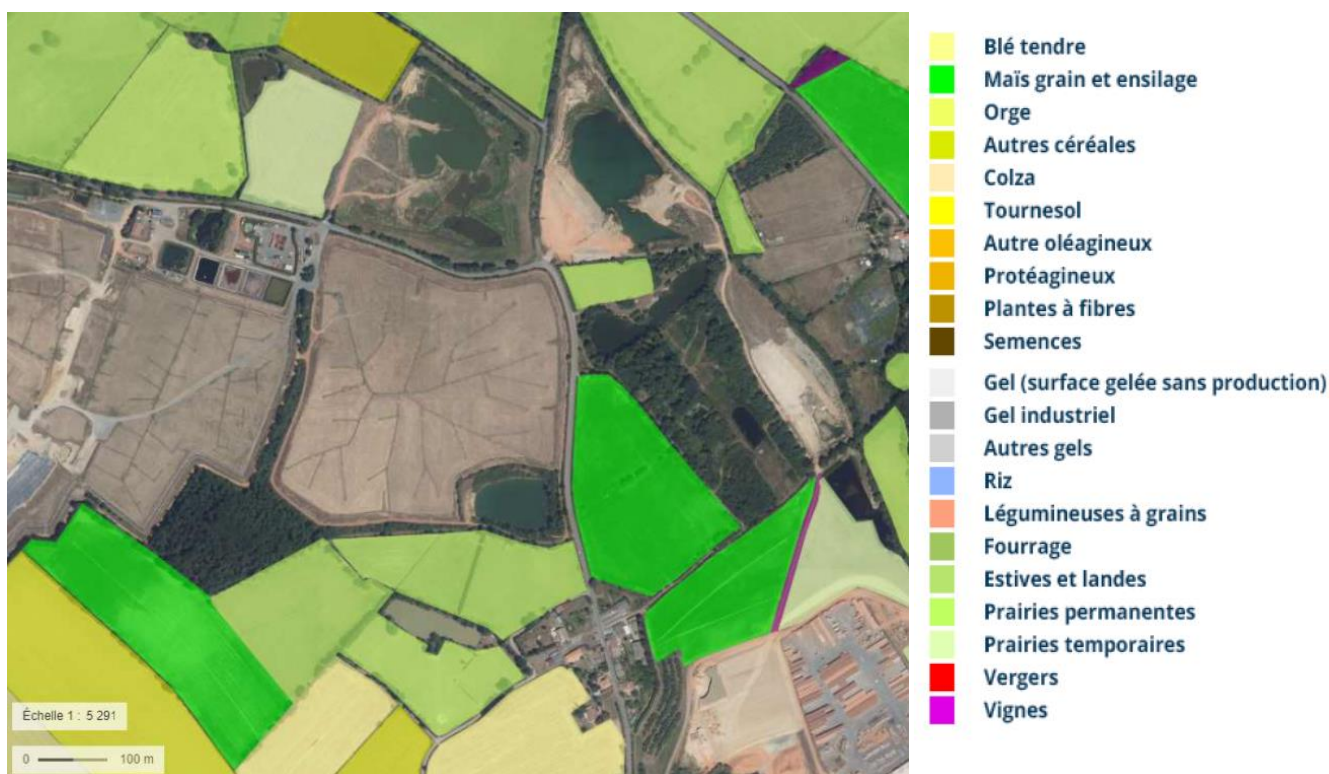 Blé tendre
Maïs grain et ensilage
Orge
Autres céréales
Colza
Tournesol
Autre oléagineux
Protéagineux
Plantes à fibres
Semences
Gel (surface gelée sans production)
Gel industriel
Autres gels
Riz
Légumineuses à grains
Fourrage
Estives et landes
Prairies permanentes
Prairies temporaires
Vergers
Vignes
Échelle 1 : 5 291
0 100 m